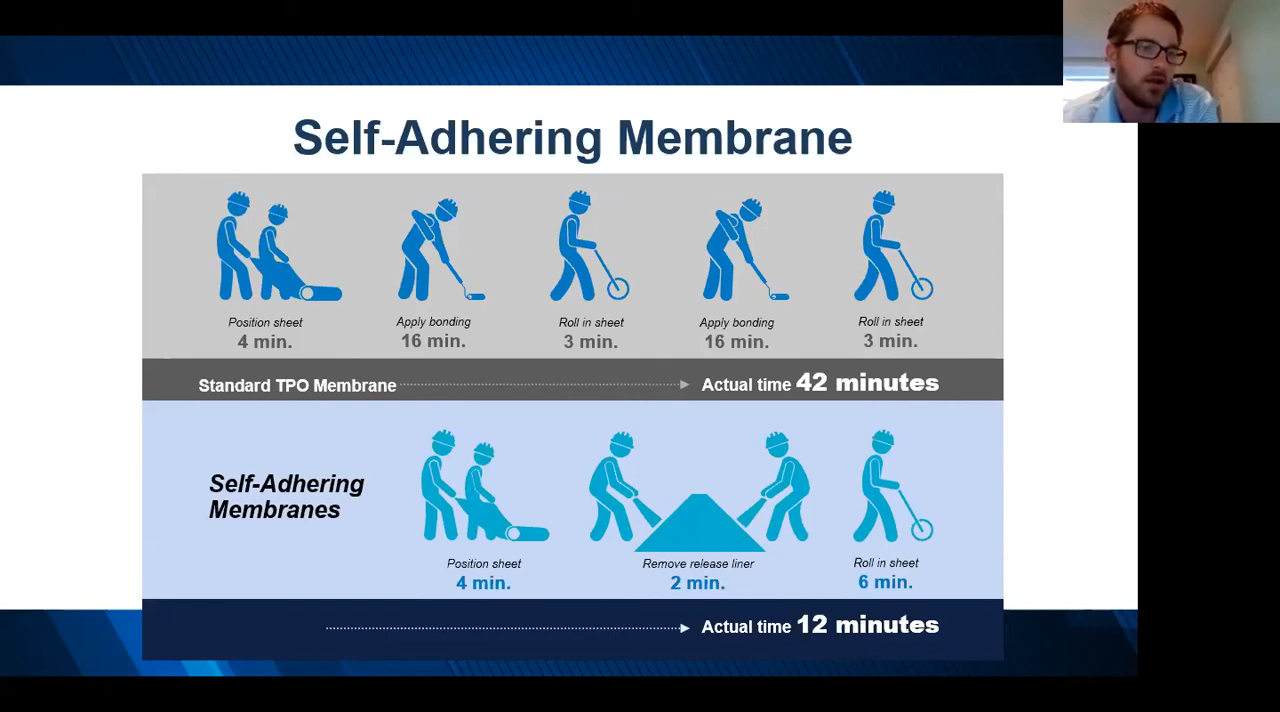 Self-Adhering Membrane
Position sheet
4 min.
Apply bonding
16 min.
Roll in sheet
3 min.
Apply bonding
16 min.
Roll in sheet
3 min.
Standard TPO Membrane
Actual time 42 minutes
Self-Adhering
Membranes
Position sheet
4 min.
Remove release liner
2 min.
Roll in sheet
6 min.
Actual time 12 minutes